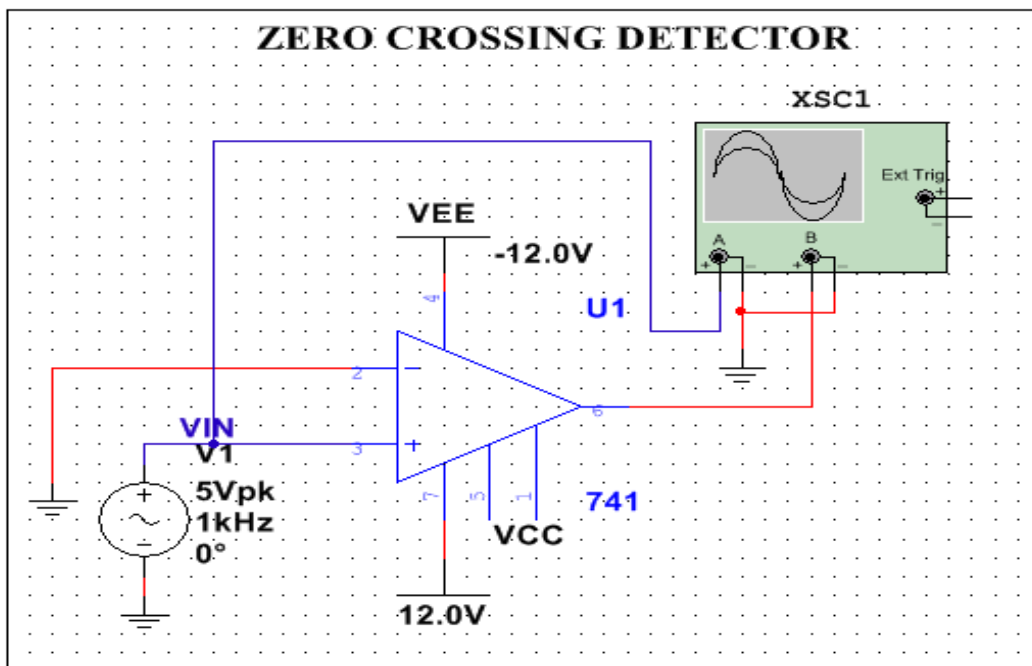 ZERO CROSSING DETECTOR
XSC1
Ext Trig
+
−
A
B
+ −
+ −
VEE
-12.0V
4
U1
2
−
VIN
V1
3
+
6
5Vpk
1kHz
0°
+
−
7
5
1
741
VCC
12.0V